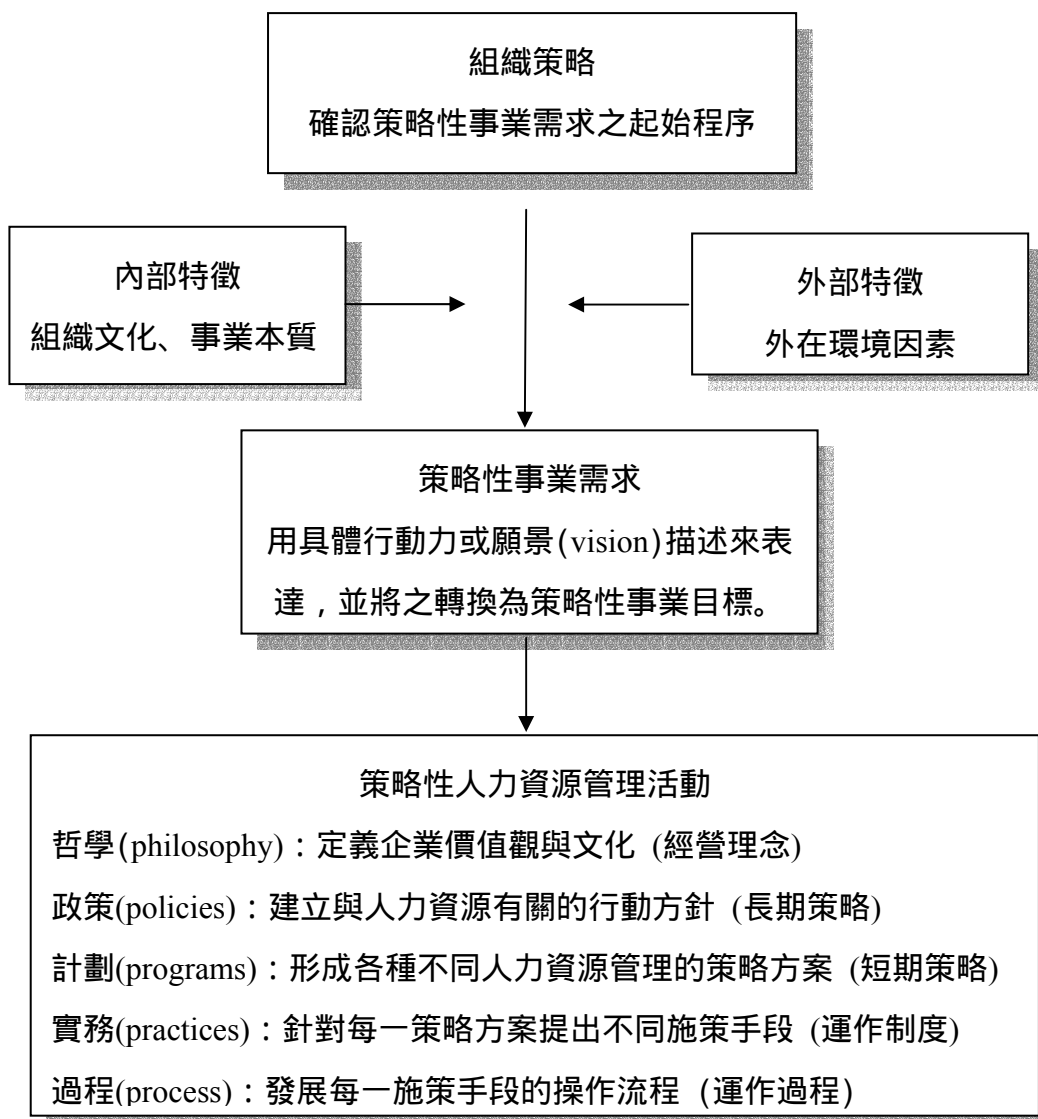 組織策略
確認策略性事業需求之起始程序
內部特徵
組織文化、事業本質
外部特徵
外在環境因素
策略性事業需求
用具體行動力或願景(vision)描述來表
達，並將之轉換為策略性事業目標。
策略性人力資源管理活動
哲學(philosophy)：定義企業價值觀與文化 (經營理念)
政策(policies)：建立與人力資源有關的行動方針 (長期策略)
計劃(programs)：形成各種不同人力資源管理的策略方案 (短期策略)
實務(practices)：針對每一策略方案提出不同施策手段 (運作制度)
過程(process)：發展每一施策手段的操作流程 (運作過程)